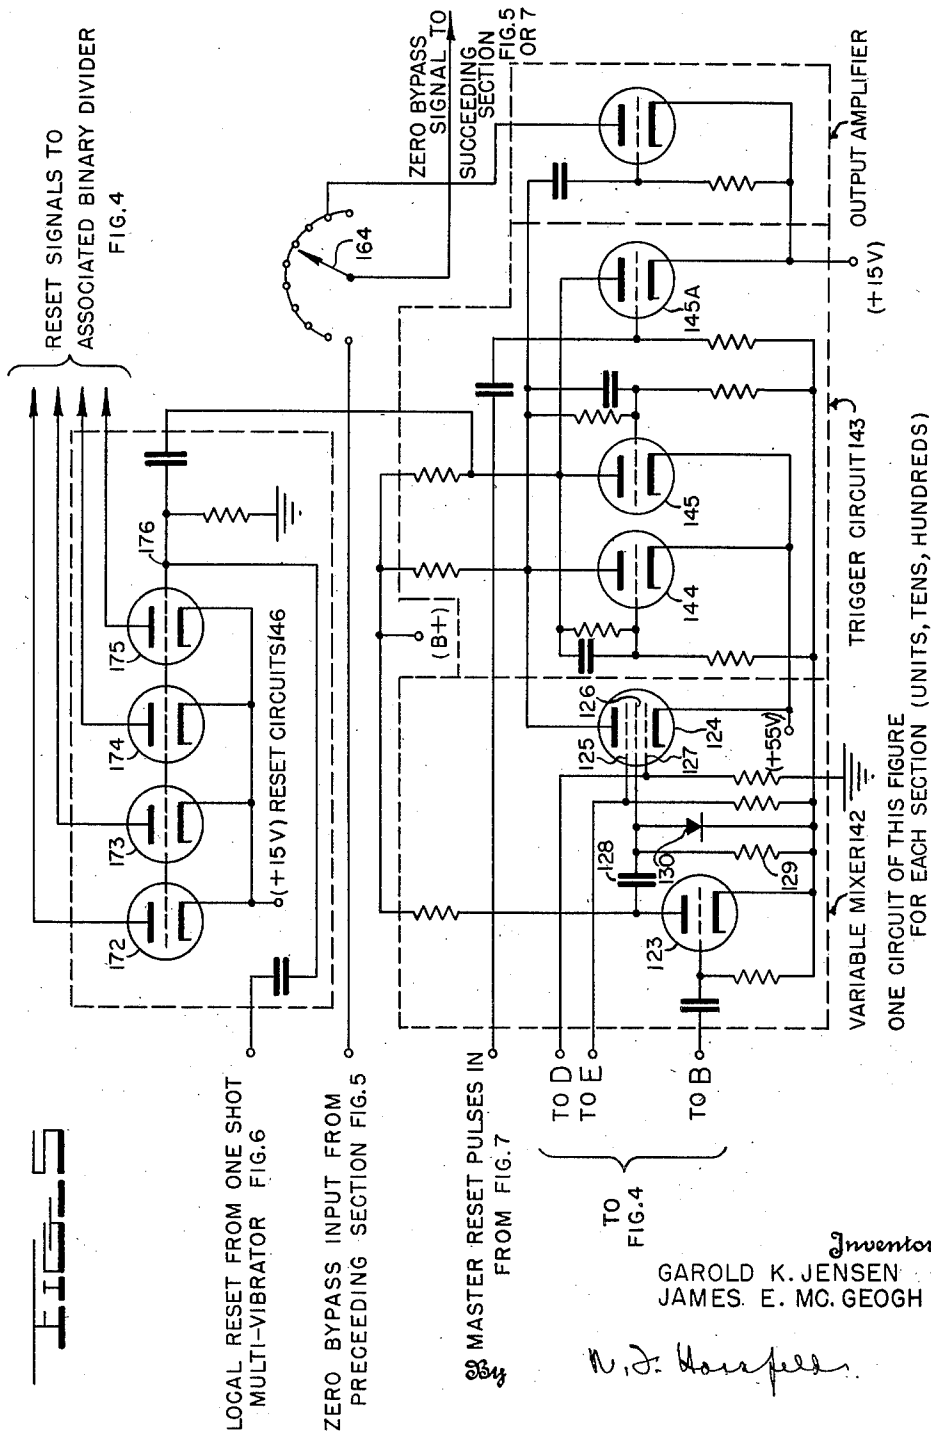 FIG.5
RESET SIGNALS TO
ASSOCIATED BINARY DIVIDER
FIG.4
LOCAL RESET FROM ONE SHOT
MULTI-VIBRATOR FIG.6
172
173
174
175
176
(+15V) RESET CIRCUITS 146
ZERO BYPASS INPUT FROM
PRECEEDING SECTION FIG.5
164
ZERO BYPASS
SIGNAL TO
SUCCEEDING
SECTION
FIG.5
OR 7
MASTER RESET PULSES IN
FROM FIG.7
TO D
TO E
TO B
TO
FIG.4
(B+)
123
128
130
129
125
126
127
124
(+55V)
144
145
145A
(+15V)
VARIABLE MIXER 142
TRIGGER CIRCUIT 143
OUTPUT AMPLIFIER
ONE CIRCUIT OF THIS FIGURE
FOR EACH SECTION (UNITS, TENS, HUNDREDS)
Inventor
GAROLD K. JENSEN
JAMES E. MC. GEOGH
By